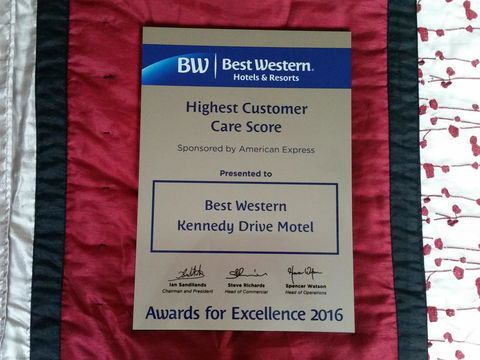 BW Best Western®
Hotels & Resorts
Highest Customer
Care Score
Sponsored by American Express
Presented to
Best Western
Kennedy Drive Motel
Ian Sandilands Steve Richards Spencer Watson
Chairman and President Head of Commercial Head of Operations
Awards for Excellence 2016